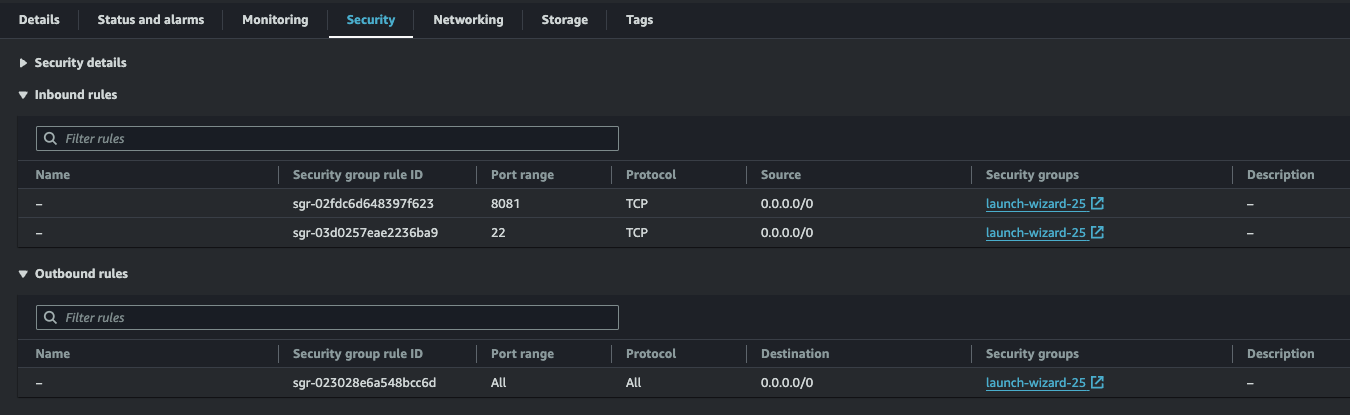 Details Status and alarms Monitoring Security Networking Storage Tags
Security details
Inbound rules
Filter rules
Name Security group rule ID Port range Protocol Source Security groups Description
– sgr-02fdc6d648397f623 8081 TCP 0.0.0.0/0 launch-wizard-25 –
– sgr-03d0257eae2236ba9 22 TCP 0.0.0.0/0 launch-wizard-25 –
Outbound rules
Filter rules
Name Security group rule ID Port range Protocol Destination Security groups Description
– sgr-023028e6a548bcc6d All All 0.0.0.0/0 launch-wizard-25 –